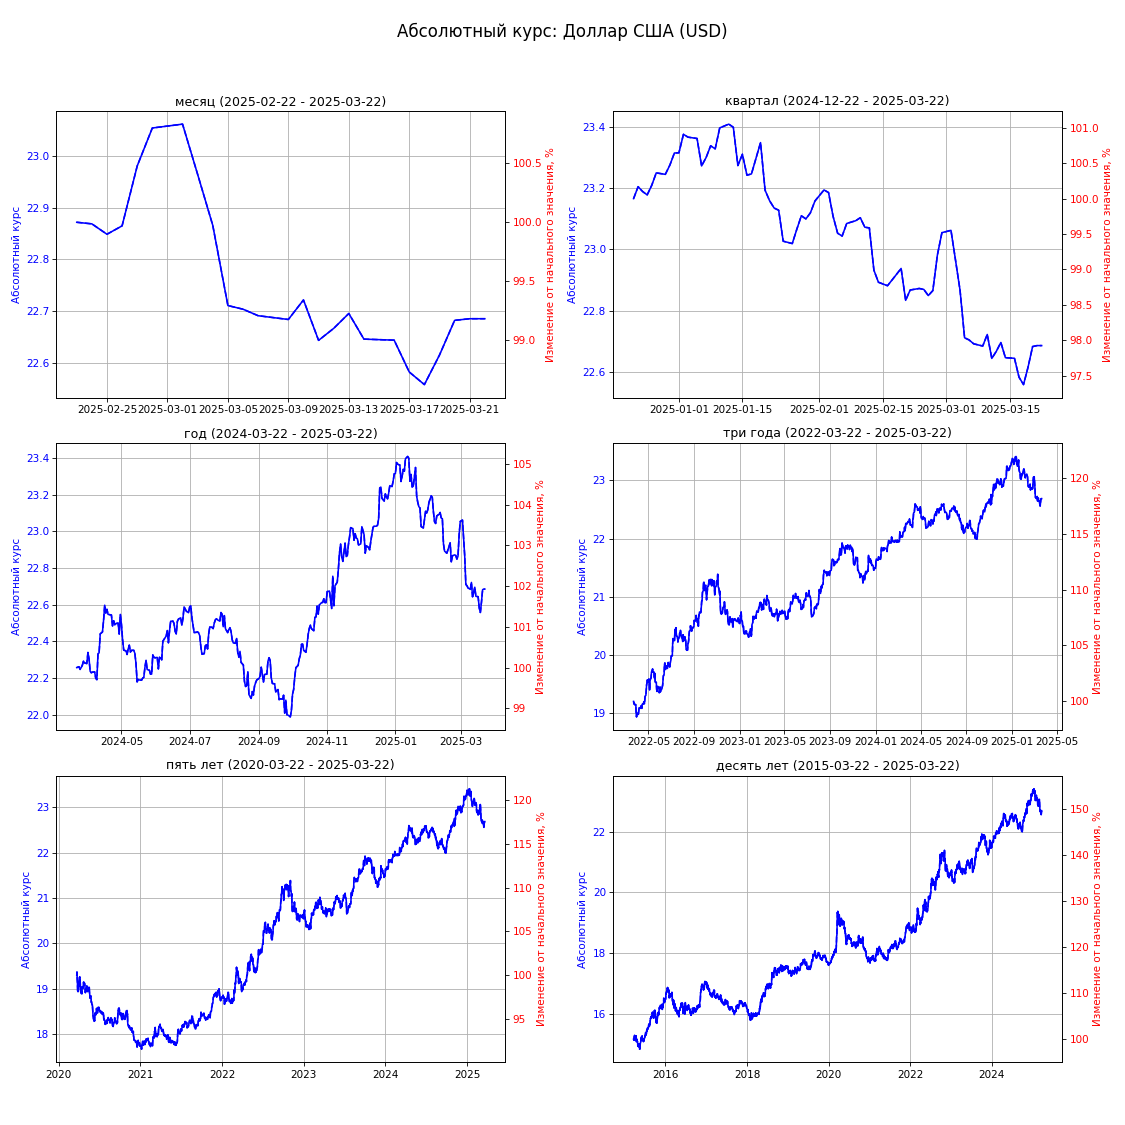 Абсолютный курс: Доллар США (USD)
месяц (2025-02-22 - 2025-03-22)
Абсолютный курс
23.0
22.9
22.8
22.7
22.6
100.5
100.0
99.5
99.0
Изменение от начального значения, %
2025-02-25 2025-03-01 2025-03-05 2025-03-09 2025-03-13 2025-03-17 2025-03-21
квартал (2024-12-22 - 2025-03-22)
Абсолютный курс
23.4
23.2
23.0
22.8
22.6
101.0
100.5
100.0
99.5
99.0
98.5
98.0
97.5
Изменение от начального значения, %
2025-01-01 2025-01-15 2025-02-01 2025-02-15 2025-03-01 2025-03-15
год (2024-03-22 - 2025-03-22)
Абсолютный курс
23.4
23.2
23.0
22.8
22.6
22.4
22.2
22.0
105
104
103
102
101
100
99
Изменение от начального значения, %
2024-05 2024-07 2024-09 2024-11 2025-01 2025-03
три года (2022-03-22 - 2025-03-22)
Абсолютный курс
23
22
21
20
19
120
115
110
105
100
Изменение от начального значения, %
2022-05 2022-09 2023-01 2023-05 2023-09 2024-01 2024-05 2024-09 2025-01 2025-05
пять лет (2020-03-22 - 2025-03-22)
Абсолютный курс
23
22
21
20
19
18
120
115
110
105
100
95
Изменение от начального значения, %
2020 2021 2022 2023 2024 2025
десять лет (2015-03-22 - 2025-03-22)
Абсолютный курс
22
20
18
16
150
140
130
120
110
100
Изменение от начального значения, %
2016 2018 2020 2022 2024